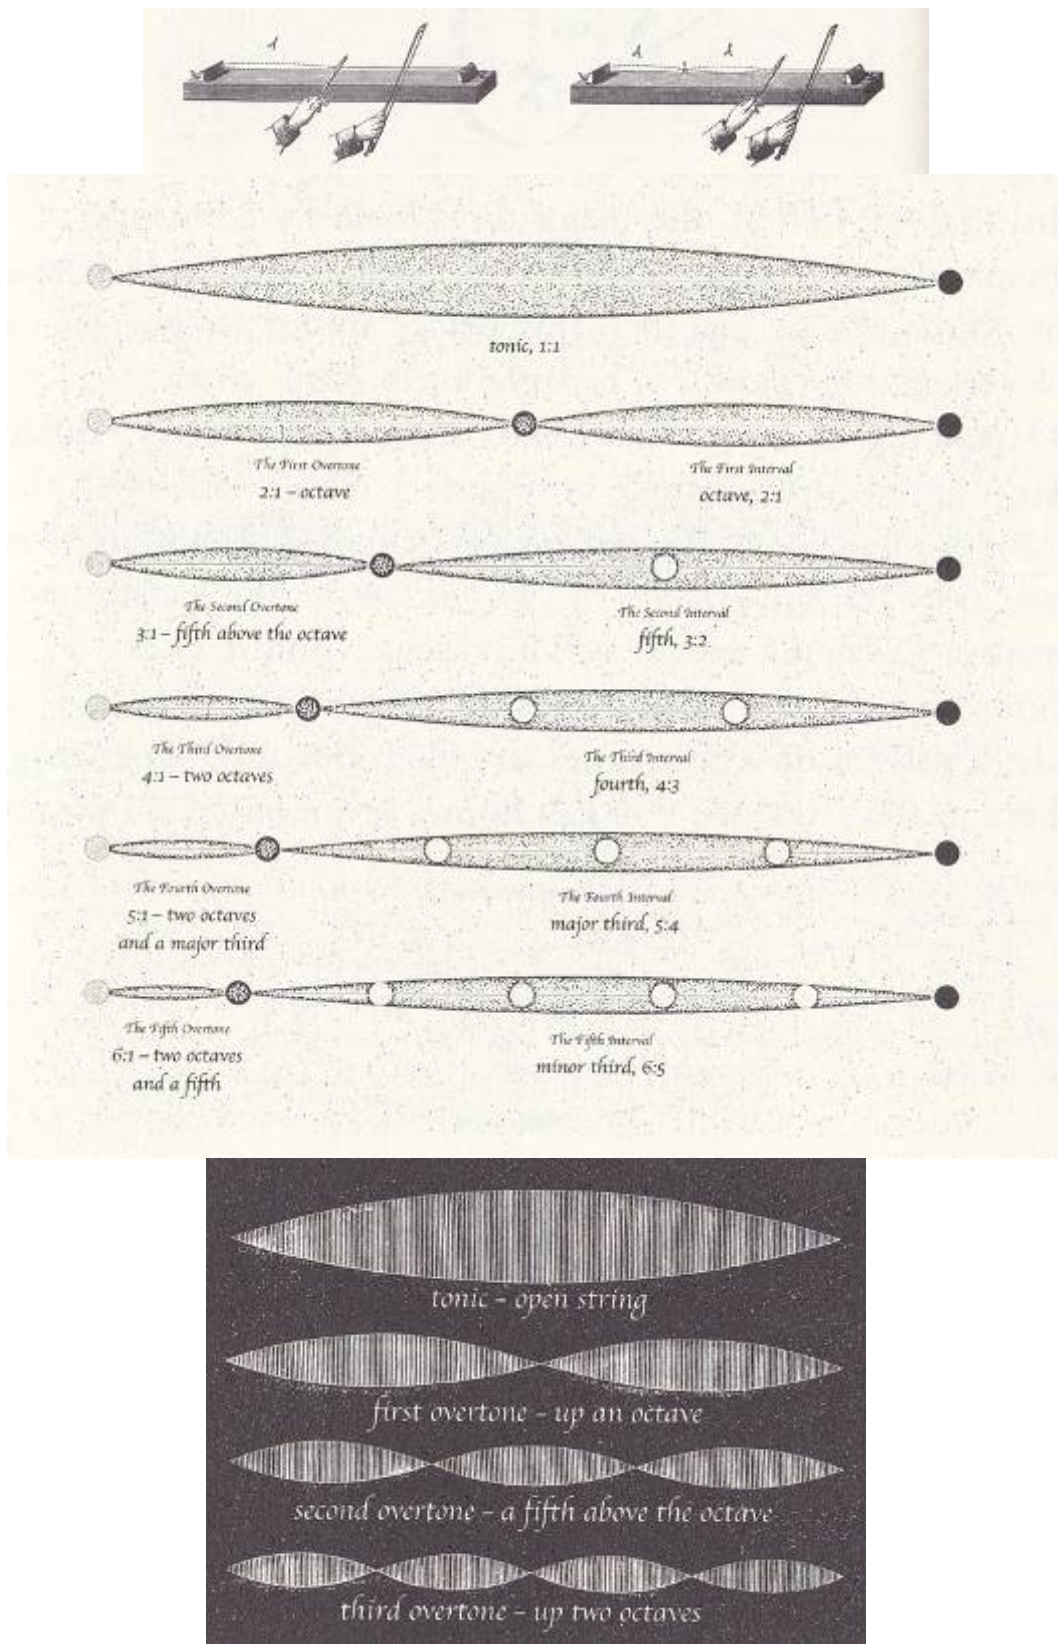 tonic, 1:1
The First Overtone
2:1 – octave
The First Interval
octave, 2:1
The Second Overtone
3:1 – fifth above the octave
The Second Interval
fifth, 3:2
The Third Overtone
4:1 – two octaves
The Third Interval
fourth, 4:3
The Fourth Overtone
5:1 – two octaves
and a major third
The Fourth Interval
major third, 5:4
The Fifth Overtone
6:1 – two octaves
and a fifth
The Fifth Interval
minor third, 6:5
tonic – open string
first overtone – up an octave
second overtone – a fifth above the octave
third overtone – up two octaves